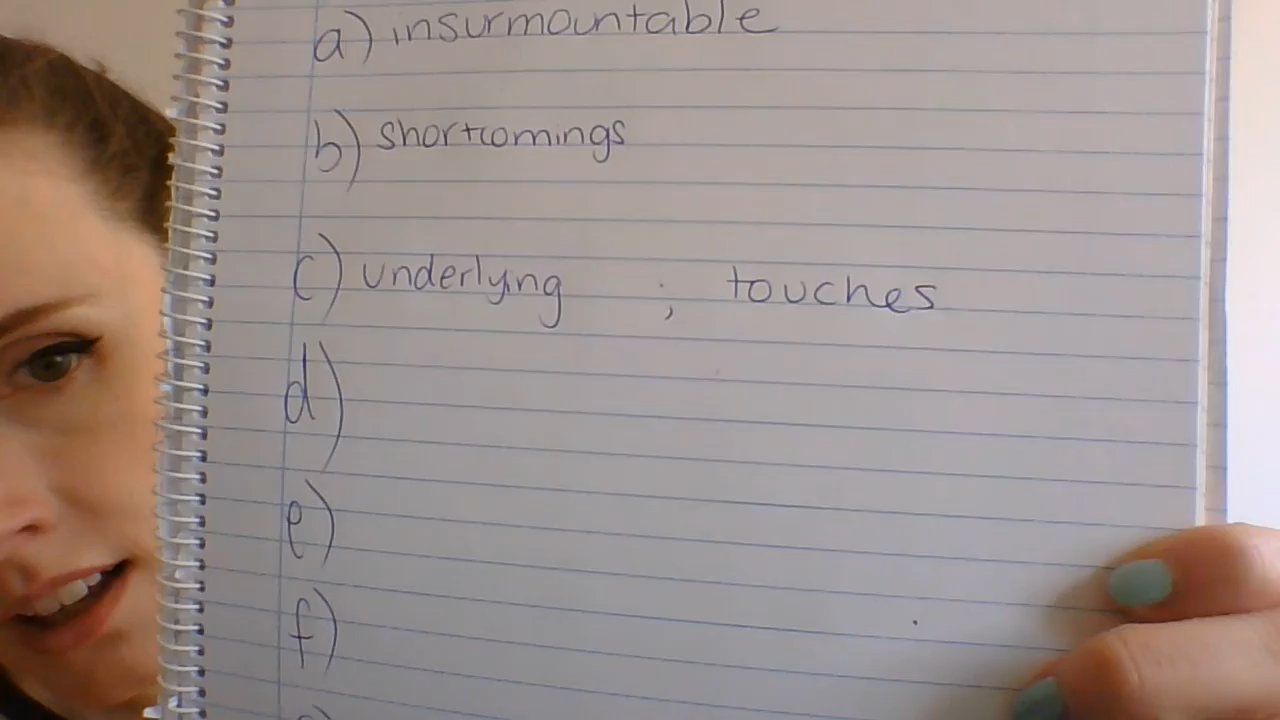 a) insurmountable
b) shortcomings
c) underlying ; touches
d)
e)
f)